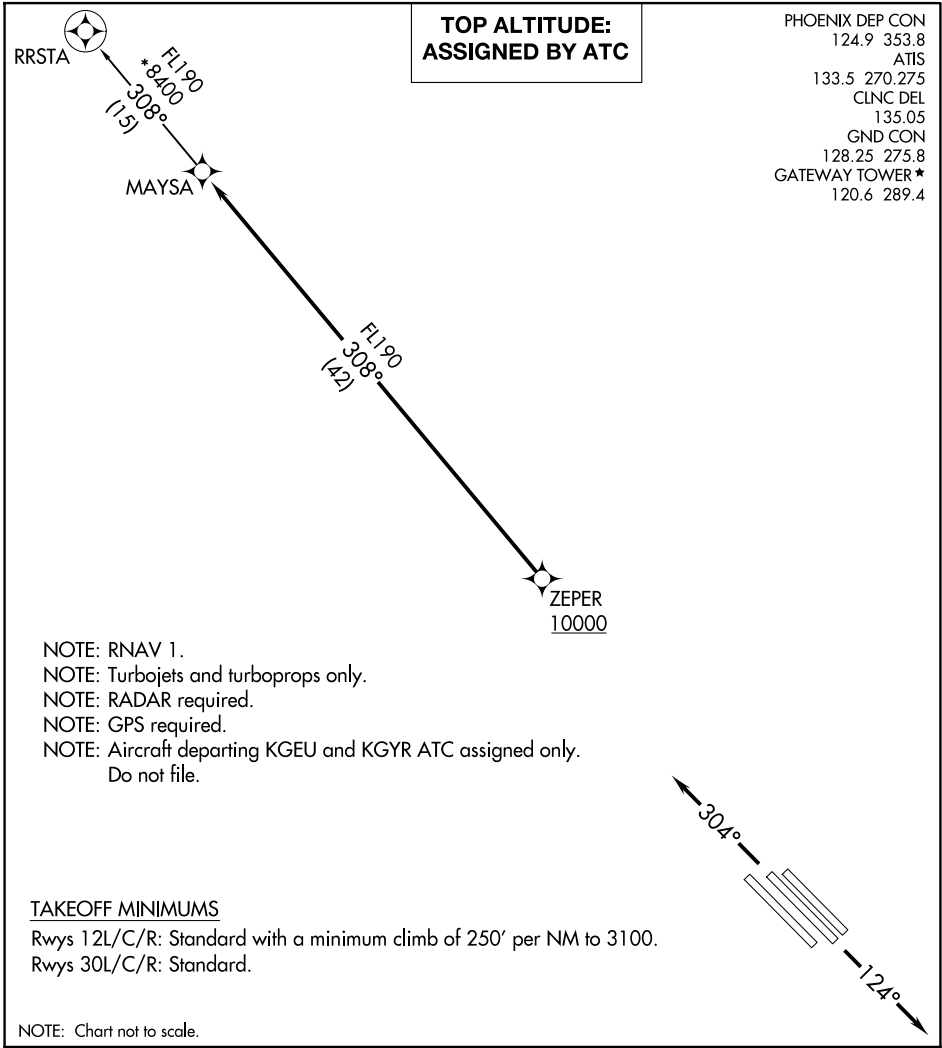 TOP ALTITUDE:
ASSIGNED BY ATC
PHOENIX DEP CON
124.9 353.8
ATIS
133.5 270.275
CLNC DEL
135.05
GND CON
128.25 275.8
GATEWAY TOWER★
120.6 289.4
RRSTA
FL190
*8400
308°
(15)
MAYSA
FL190
308°
(42)
ZEPER
10000
NOTE: RNAV 1.
NOTE: Turbojets and turboprops only.
NOTE: RADAR required.
NOTE: GPS required.
NOTE: Aircraft departing KGEU and KGYR ATC assigned only.
Do not file.
304°
124°
TAKEOFF MINIMUMS
Rwys 12L/C/R: Standard with a minimum climb of 250' per NM to 3100.
Rwys 30L/C/R: Standard.
NOTE: Chart not to scale.